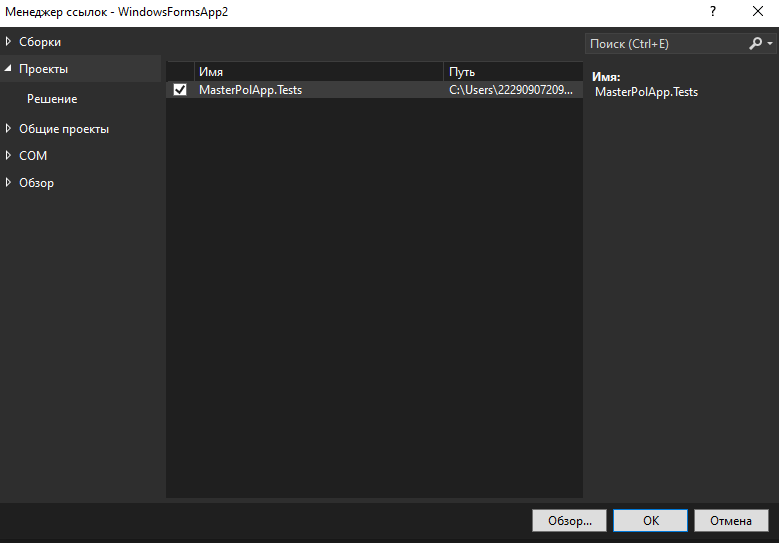 Менеджер ссылок - WindowsFormsApp2
?
Сборки
Проекты
Решение
Общие проекты
COM
Обзор
Имя
Путь
MasterPolApp.Tests
C:\Users\22290907209...
Поиск (Ctrl+E)
Имя:
MasterPolApp.Tests
Обзор...
ОК
Отмена